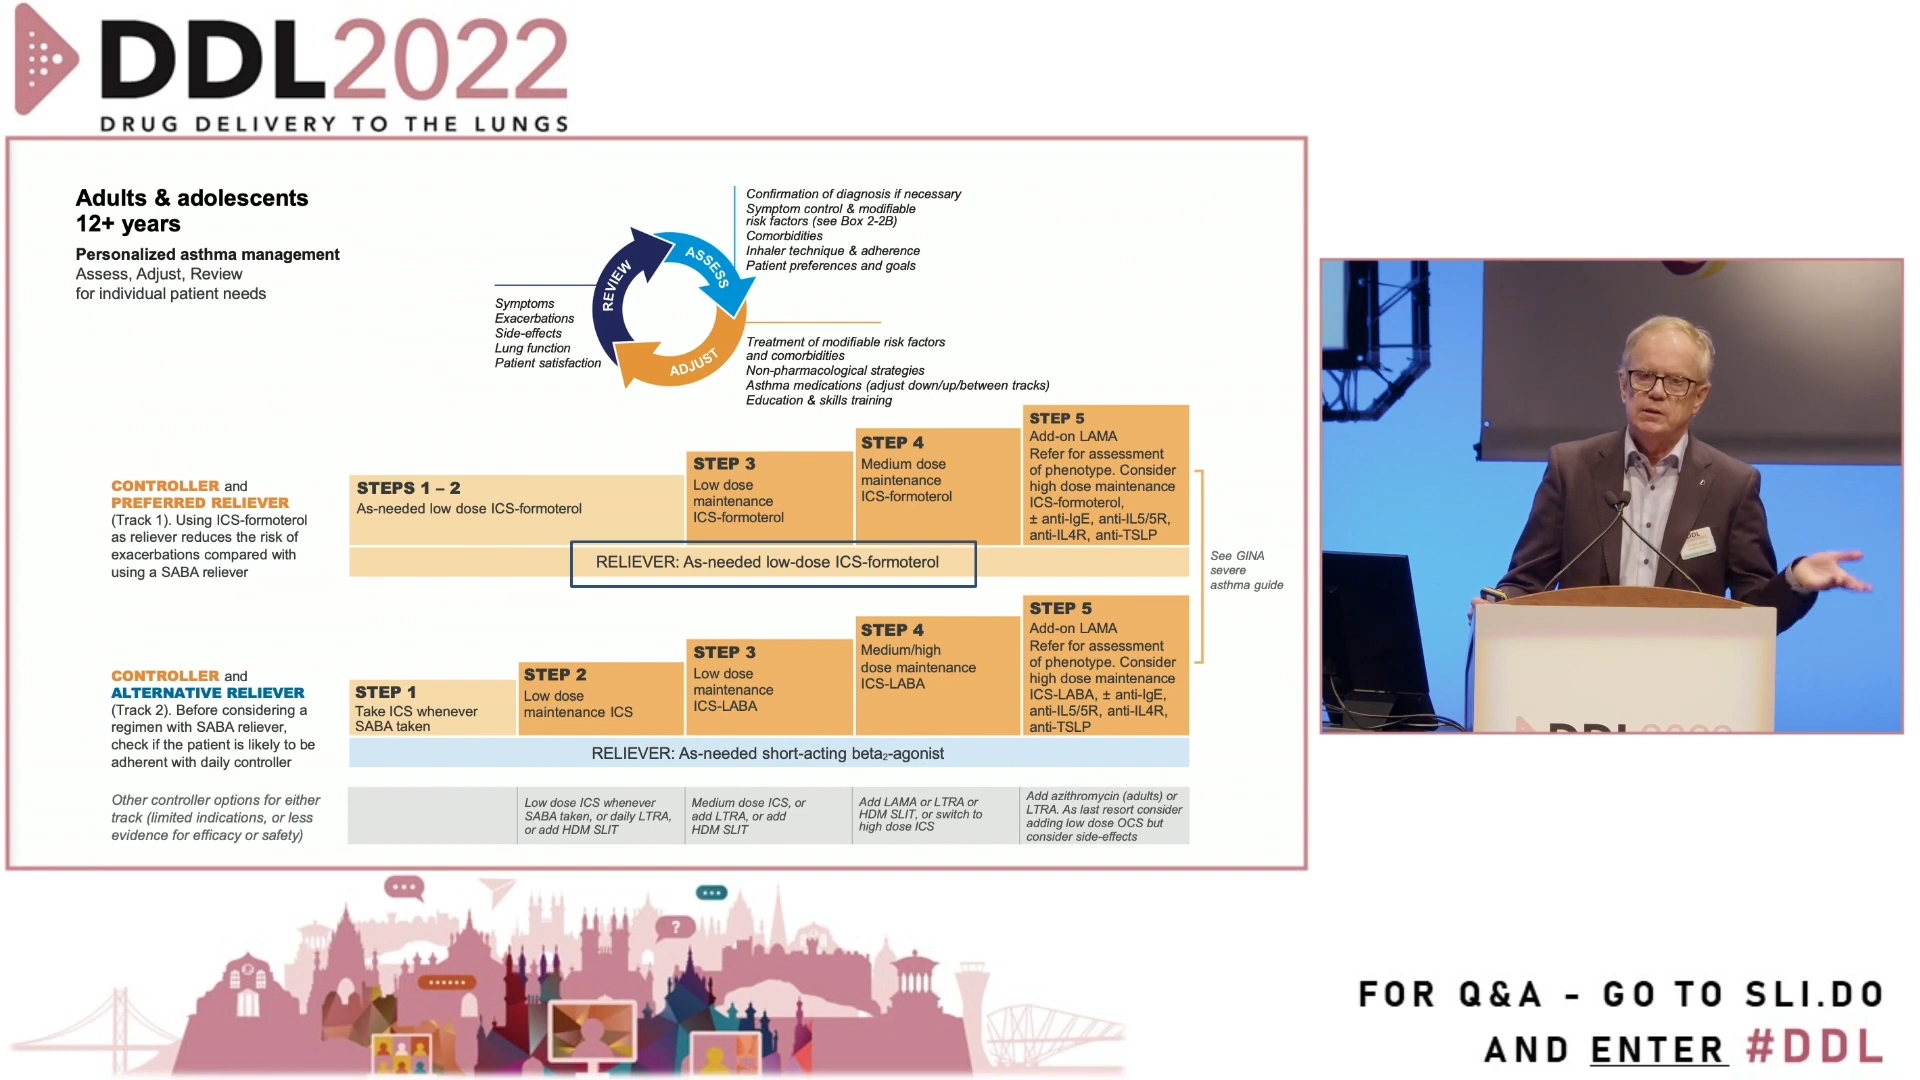 DDL2022
DRUG DELIVERY TO THE LUNGS
Adults & adolescents
12+ years
Personalized asthma management
Assess, Adjust, Review
for individual patient needs
REVIEW
ASSESS
ADJUST
Confirmation of diagnosis if necessary
Symptom control & modifiable
risk factors (see Box 2-2B)
Comorbidities
Inhaler technique & adherence
Patient preferences and goals
Symptoms
Exacerbations
Side-effects
Lung function
Patient satisfaction
Treatment of modifiable risk factors
and comorbidities
Non-pharmacological strategies
Asthma medications (adjust down/up/between tracks)
Education & skills training
CONTROLLER and
PREFERRED RELIEVER
(Track 1). Using ICS-formoterol
as reliever reduces the risk of
exacerbations compared with
using a SABA reliever
STEPS 1 – 2
As-needed low dose ICS-formoterol
STEP 3
Low dose
maintenance
ICS-formoterol
STEP 4
Medium dose
maintenance
ICS-formoterol
STEP 5
Add-on LAMA
Refer for assessment
of phenotype. Consider
high dose maintenance
ICS-formoterol,
± anti-IgE, anti-IL5/5R,
anti-IL4R, anti-TSLP
RELIEVER: As-needed low-dose ICS-formoterol
See GINA
severe
asthma guide
CONTROLLER and
ALTERNATIVE RELIEVER
(Track 2). Before considering a
regimen with SABA reliever,
check if the patient is likely to be
adherent with daily controller
STEP 1
Take ICS whenever
SABA taken
STEP 2
Low dose
maintenance ICS
STEP 3
Low dose
maintenance
ICS-LABA
STEP 4
Medium/high
dose maintenance
ICS-LABA
STEP 5
Add-on LAMA
Refer for assessment
of phenotype. Consider
high dose maintenance
ICS-LABA, ± anti-IgE,
anti-IL5/5R, anti-IL4R,
anti-TSLP
RELIEVER: As-needed short-acting beta₂-agonist
Other controller options for either
track (limited indications, or less
evidence for efficacy or safety)
Low dose ICS whenever
SABA taken, or daily LTRA,
or add HDM SLIT
Medium dose ICS, or
add LTRA, or add
HDM SLIT
Add LAMA or LTRA or
HDM SLIT, or switch to
high dose ICS
Add azithromycin (adults) or
LTRA. As last resort consider
adding low dose OCS but
consider side-effects
DDL
DDL 2022
?
FOR Q&A - GO TO SLI.DO
AND ENTER #DDL